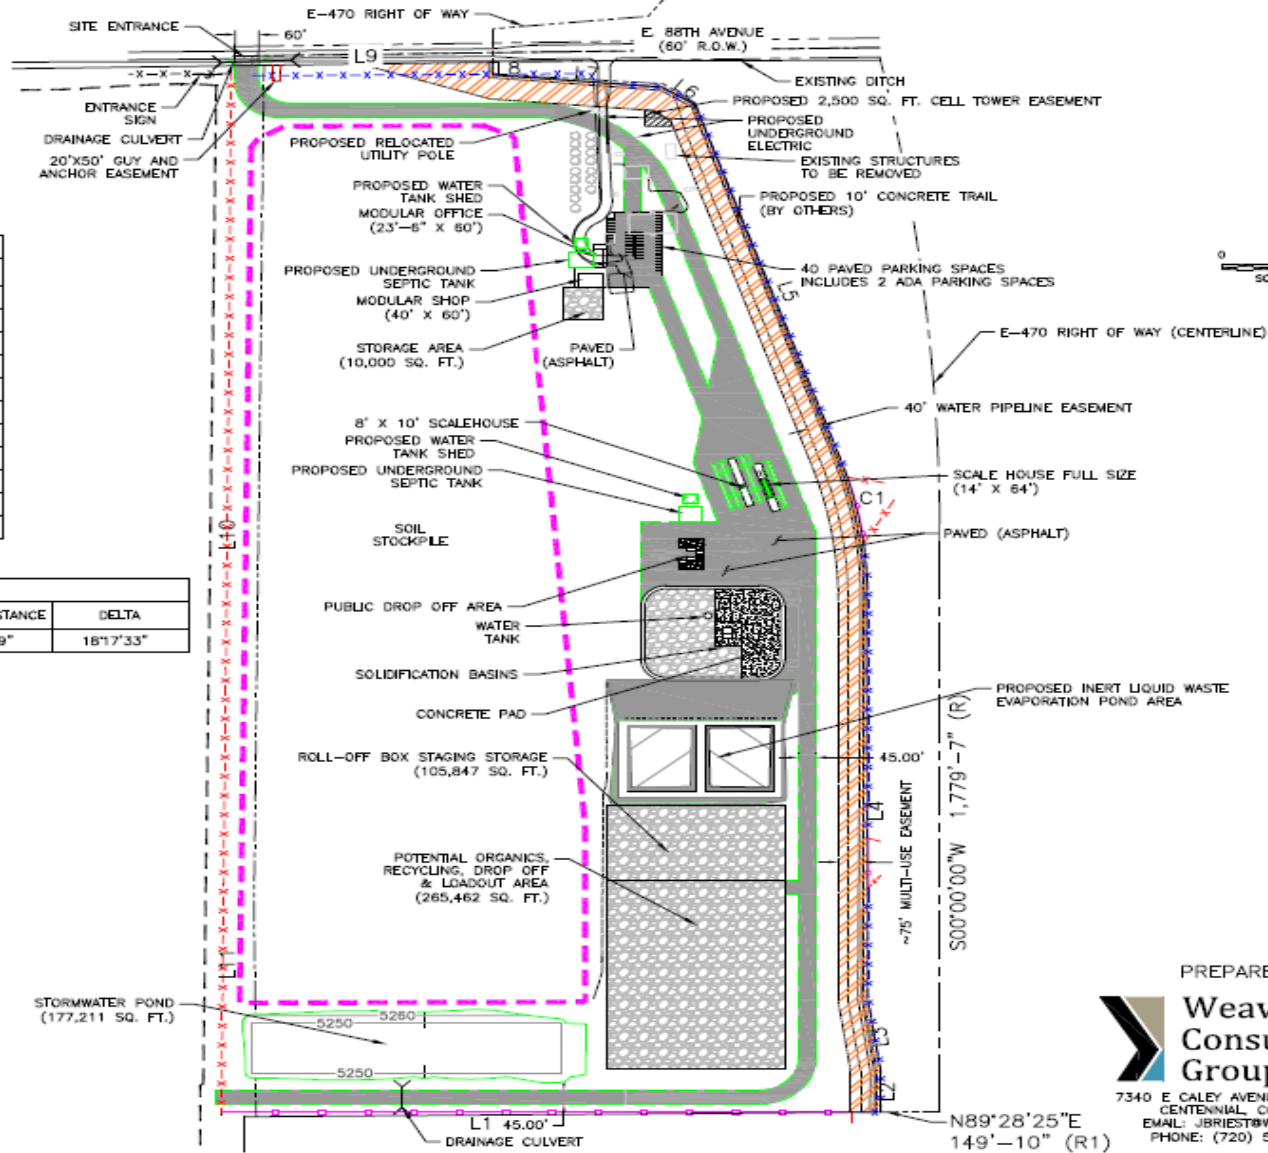 E-470 RIGHT OF WAY
SITE ENTRANCE
60'
E. 88TH AVENUE
(60' R.O.W.)
L9
L8
L7
L6
EXISTING DITCH
PROPOSED 2,500 SQ. FT. CELL TOWER EASEMENT
ENTRANCE
SIGN
DRAINAGE CULVERT
20'X50' GUY AND
ANCHOR EASEMENT
PROPOSED RELOCATED
UTILITY POLE
PROPOSED
UNDERGROUND
ELECTRIC
EXISTING STRUCTURES
TO BE REMOVED
PROPOSED WATER
TANK SHED
MODULAR OFFICE
(23'-6" X 60')
PROPOSED 10' CONCRETE TRAIL
(BY OTHERS)
PROPOSED UNDERGROUND
SEPTIC TANK
40 PAVED PARKING SPACES
INCLUDES 2 ADA PARKING SPACES
L5
0
MODULAR SHOP
(40' X 60')
STORAGE AREA
(10,000 SQ. FT.)
PAVED
(ASPHALT)
E-470 RIGHT OF WAY (CENTERLINE)
40' WATER PIPELINE EASEMENT
8' X 10' SCALEHOUSE
PROPOSED WATER
TANK SHED
PROPOSED UNDERGROUND
SEPTIC TANK
SCALE HOUSE FULL SIZE
(14' X 64')
C1
L10
SOIL
STOCKPILE
PAVED (ASPHALT)
STANCE
DELTA
9"
18°17'33"
PUBLIC DROP OFF AREA
WATER
TANK
SOLIDIFICATION BASINS
CONCRETE PAD
PROPOSED INERT LIQUID WASTE
EVAPORATION POND AREA
ROLL-OFF BOX STAGING STORAGE
(105,847 SQ. FT.)
45.00'
L4
~75' MULTI-USE EASEMENT
S00°00'00"W 1,779'-7" (R)
POTENTIAL ORGANICS,
RECYCLING, DROP OFF
& LOADOUT AREA
(265,462 SQ. FT.)
L11
STORMWATER POND
(177,211 SQ. FT.)
5250
5260
5250
L3
L2
L1 45.00'
DRAINAGE CULVERT
N89°28'25"E
149'-10" (R1)
PREPARE
Weav
Consu
Group
7340 E CALEY AVEN
CENTENNIAL, C
EMAIL: JBRIEST@W
PHONE: (720) 5